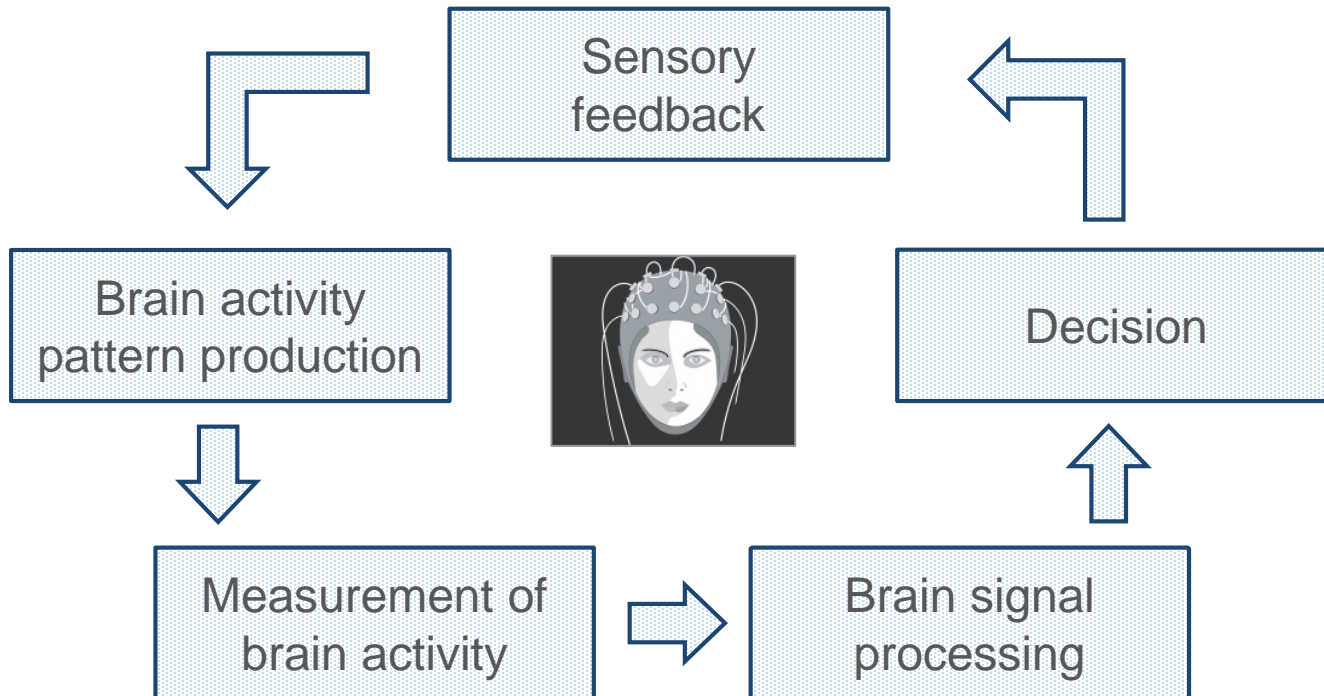 Sensory
feedback
Brain activity
pattern production
Decision
Measurement of
brain activity
Brain signal
processing